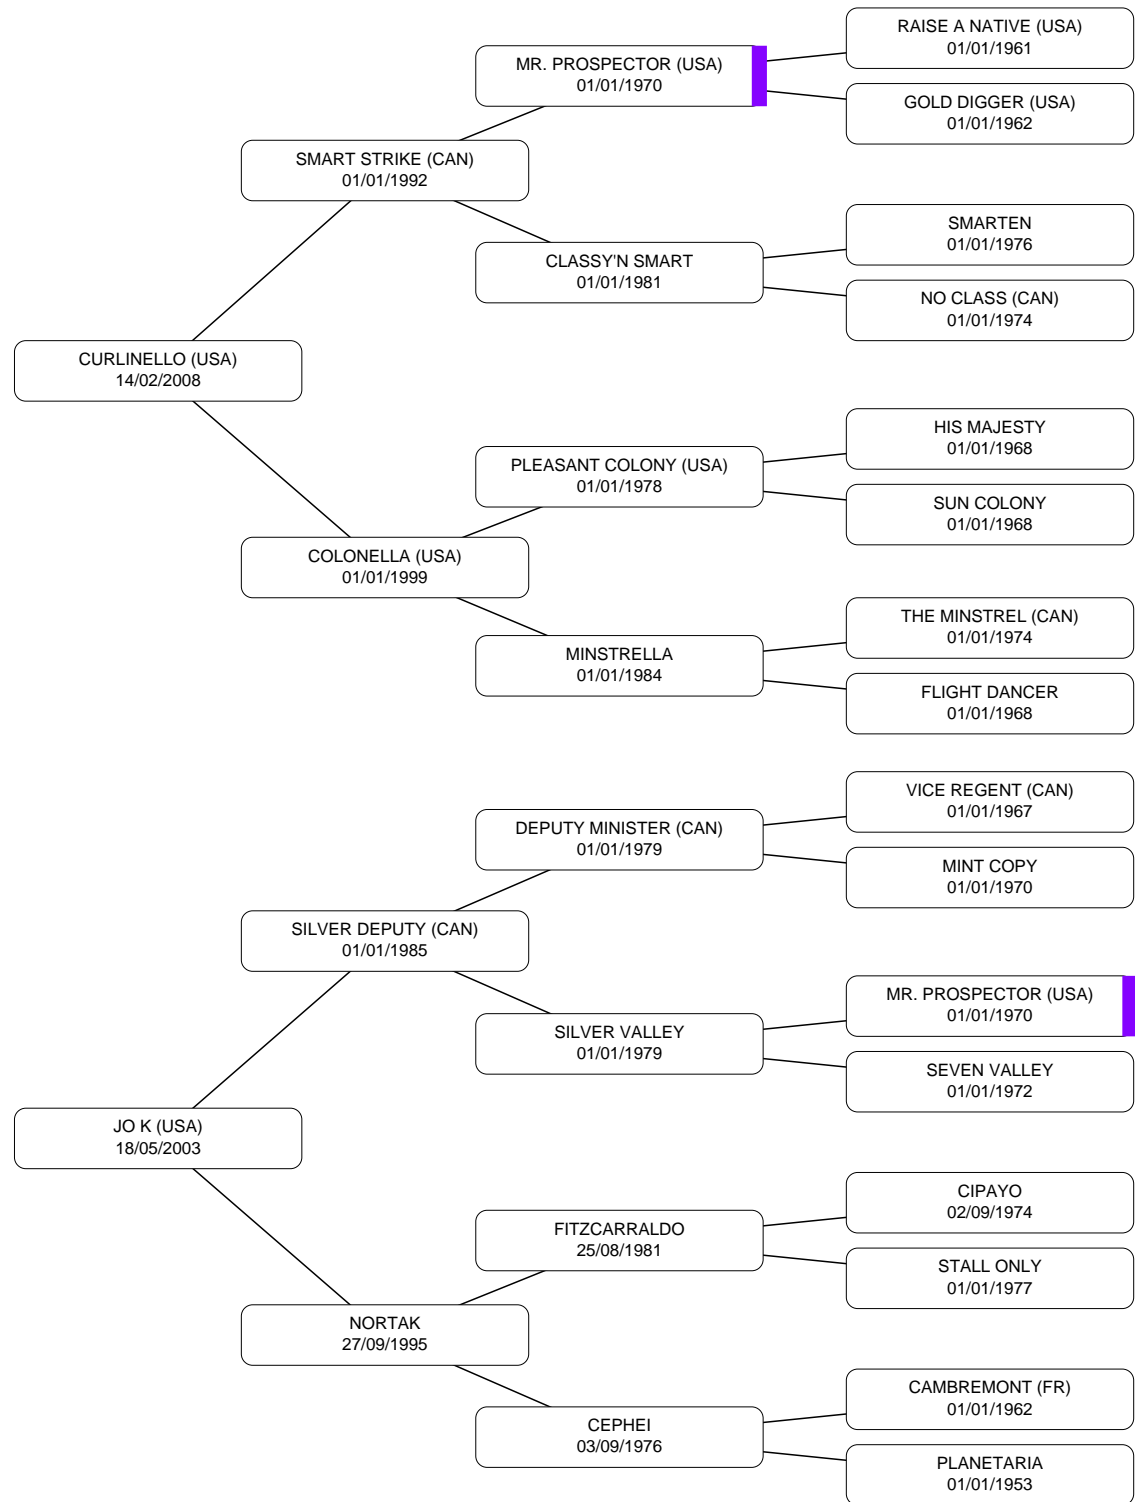 RAISE A NATIVE (USA)
01/01/1961
MR. PROSPECTOR (USA)
01/01/1970
GOLD DIGGER (USA)
01/01/1962
SMART STRIKE (CAN)
01/01/1992
SMARTEN
01/01/1976
CLASSY'N SMART
01/01/1981
NO CLASS (CAN)
01/01/1974
CURLINELLO (USA)
14/02/2008
HIS MAJESTY
01/01/1968
PLEASANT COLONY (USA)
01/01/1978
SUN COLONY
01/01/1968
COLONELLA (USA)
01/01/1999
THE MINSTREL (CAN)
01/01/1974
MINSTRELLA
01/01/1984
FLIGHT DANCER
01/01/1968
VICE REGENT (CAN)
01/01/1967
DEPUTY MINISTER (CAN)
01/01/1979
MINT COPY
01/01/1970
SILVER DEPUTY (CAN)
01/01/1985
MR. PROSPECTOR (USA)
01/01/1970
SILVER VALLEY
01/01/1979
SEVEN VALLEY
01/01/1972
JO K (USA)
18/05/2003
CIPAYO
02/09/1974
FITZCARRALDO
25/08/1981
STALL ONLY
01/01/1977
NORTAK
27/09/1995
CAMBREMONT (FR)
01/01/1962
CEPHEI
03/09/1976
PLANETARIA
01/01/1953